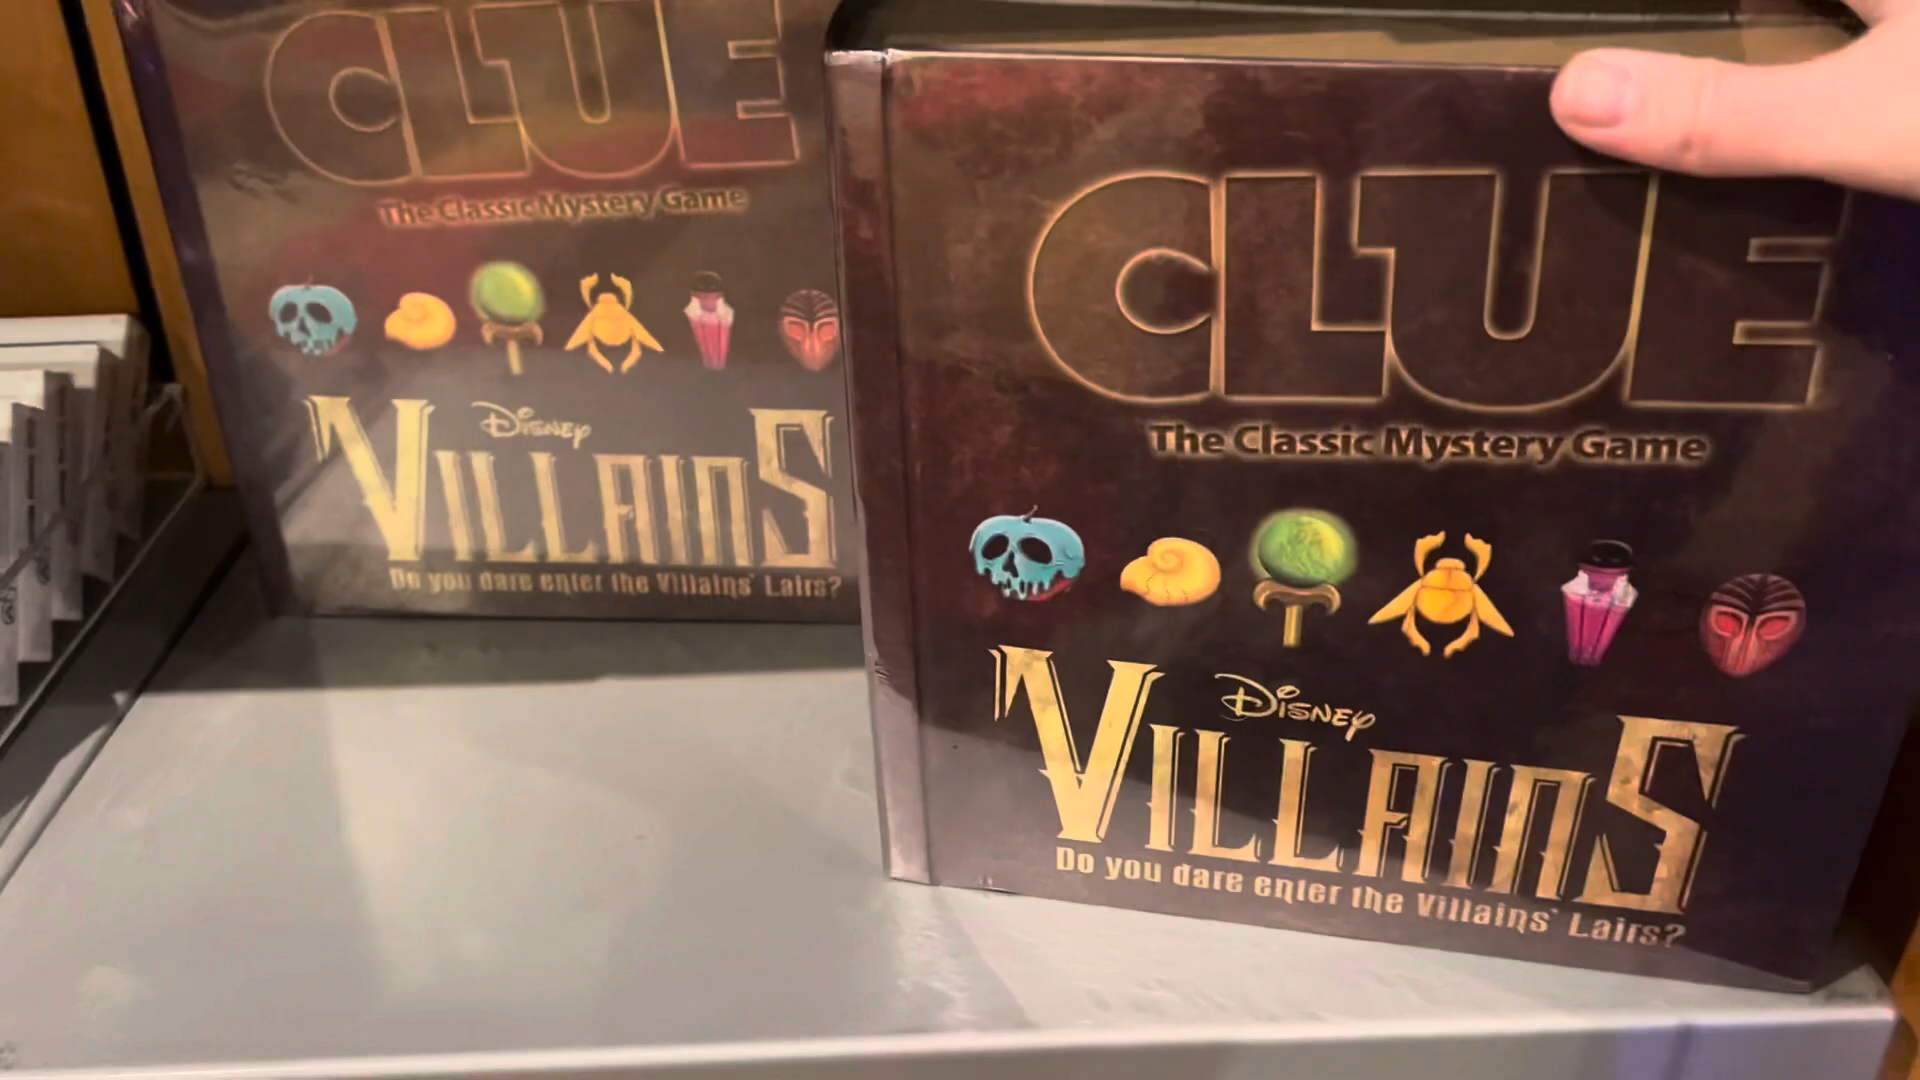 CLUE
The Classic Mystery Game
Disney
VILLAINS
Do you dare enter the Villains' Lairs?
CLUE
The Classic Mystery Game
Disney
VILLAINS
Do you dare enter the Villains' Lairs?